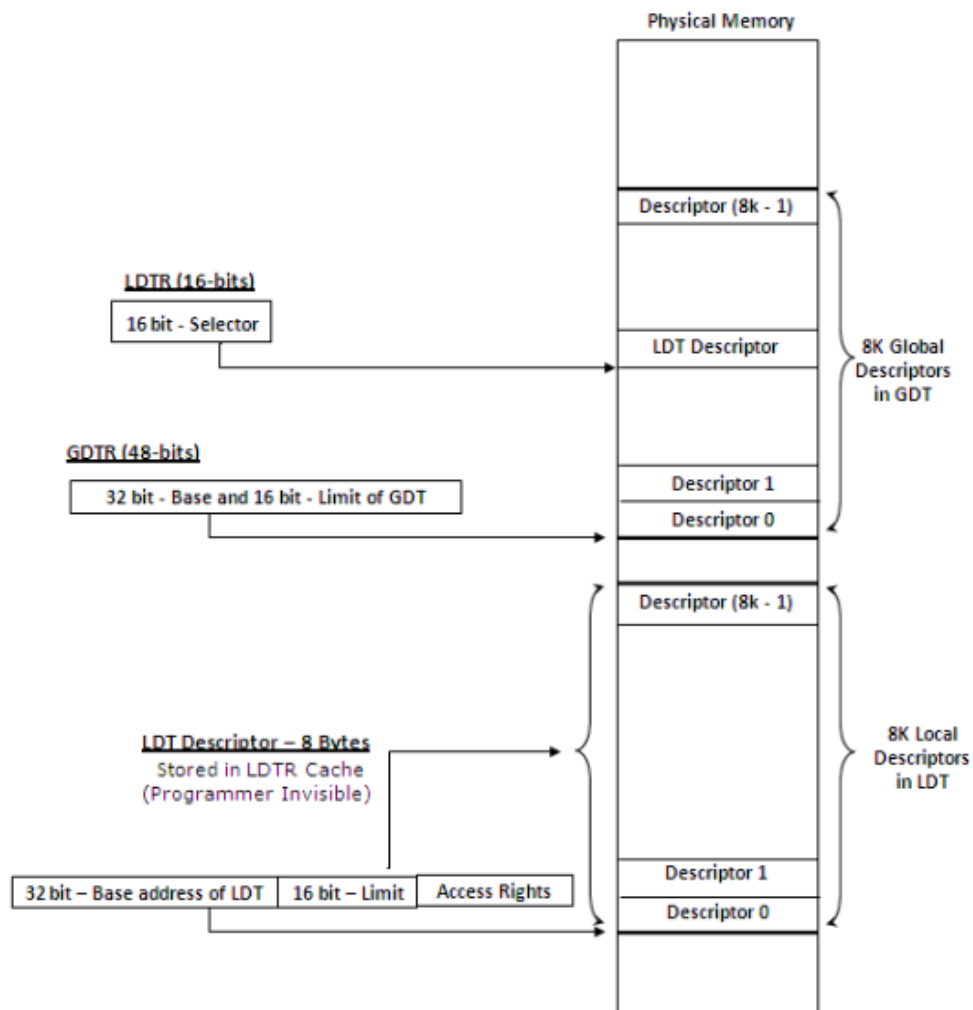 Physical Memory
Descriptor (8k - 1)
LDTR (16-bits)
16 bit - Selector
LDT Descriptor
8K Global
Descriptors
in GDT
GDTR (48-bits)
32 bit - Base and 16 bit - Limit of GDT
Descriptor 1
Descriptor 0
Descriptor (8k - 1)
LDT Descriptor – 8 Bytes
Stored in LDTR Cache
(Programmer Invisible)
8K Local
Descriptors
in LDT
32 bit – Base address of LDT
16 bit – Limit
Access Rights
Descriptor 1
Descriptor 0